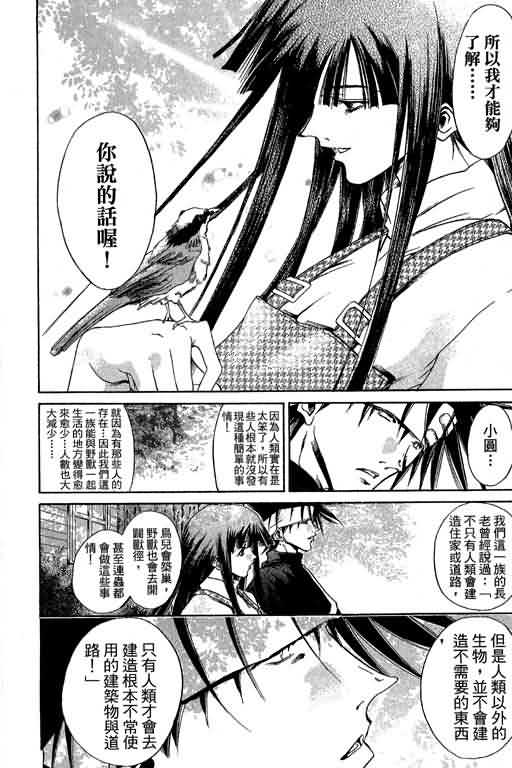 所以我才能夠
了解……
你說的話喔！
小圓…
因為人類實在是
太笨了，所以有
些人根本就沒發
現這種簡單的事
情！
就因為有那些人的
存在…因此我們這
一族能與野獸一起
生活的地方變得愈
來愈少…人數也大
大減少……
我們這一族的長
老曾經說過：「
不只有人類會建
造住家或道路，
鳥兒會築巢，
野獸也會去開
闢獸徑，
甚至連蟲都
會做這些事
情！
但是人類以外的
生物，並不會建
造不需要的東西
，
只有人類才會去
建造根本不常使
用的建築物與道
路！」